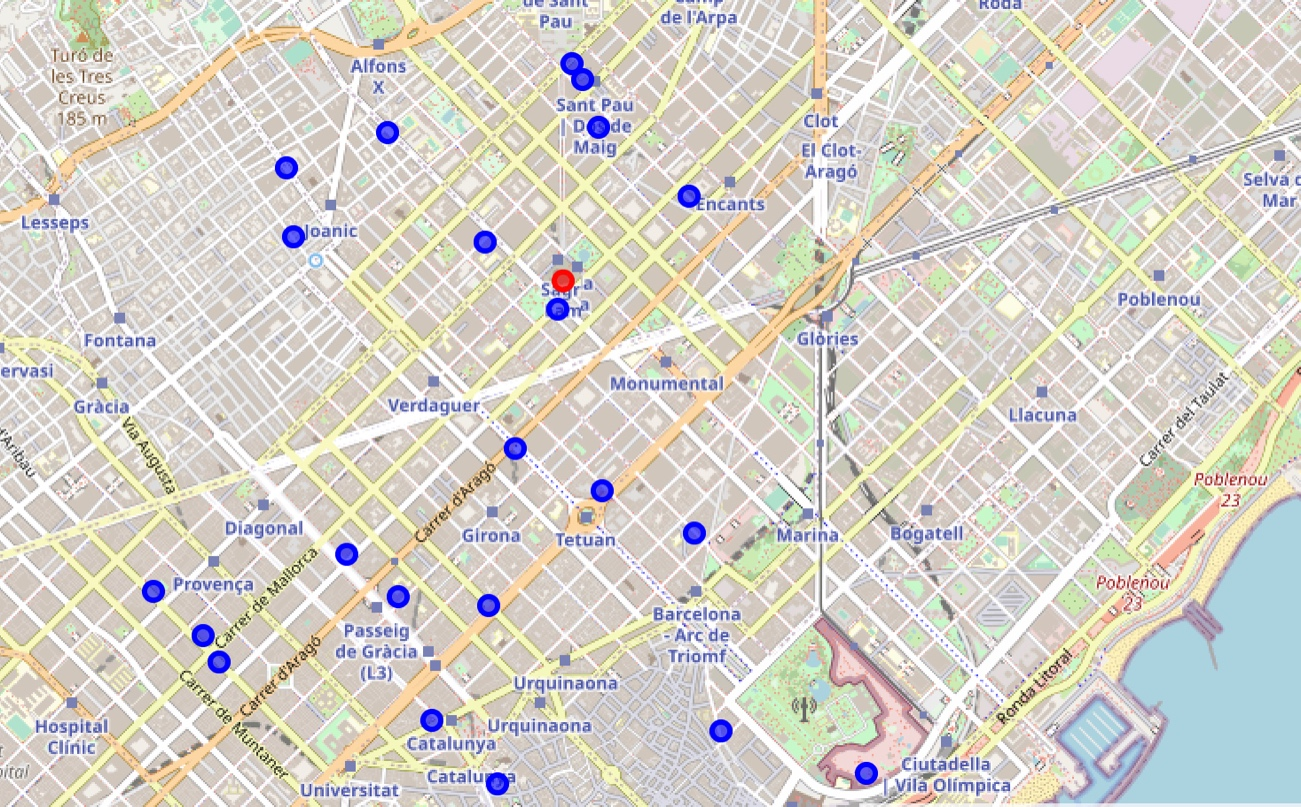 de Sant
Pau
de l'Arpa
Roda
Turó de
les Tres
Creus
185 m
Alfons
X
Sant Pau
| Dos de
Maig
Clot
El Clot-
Aragó
Selva d
Mar
Lesseps
Joanic
Encants
Poblenou
Fontana
Glòries
ervasi
Gràcia
Verdaguer
Monumental
Llacuna
Carrer del Taulat
d'Aribau
Via Augusta
Carrer d'Aragó
Poblenou
23
Diagonal
Girona
Tetuan
Marina
Bogatell
Provença
Carrer de Mallorca
Poblenou
23
Barcelona
- Arc de
Triomf
Passeig
de Gràcia
(L3)
Carrer d'Aragó
Carrer de Muntaner
Urquinaona
Urquinaona
Ronda Litoral
Hospital
Clínic
Catalunya
Catalunya
Universitat
Ciutadella
| Vila Olímpica
pital